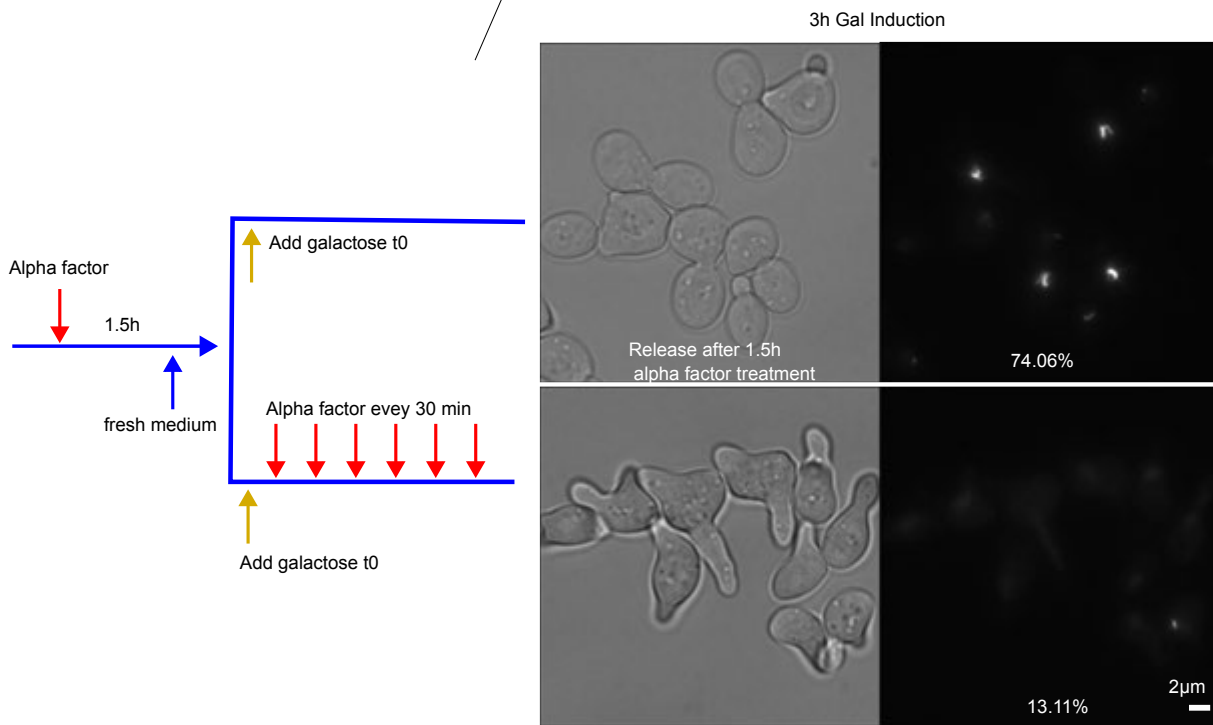 3h Gal Induction
Add galactose t0
Alpha factor
1.5h
fresh medium
Alpha factor evey 30 min
Add galactose t0
Release after 1.5h
alpha factor treatment
74.06%
2µm
13.11%